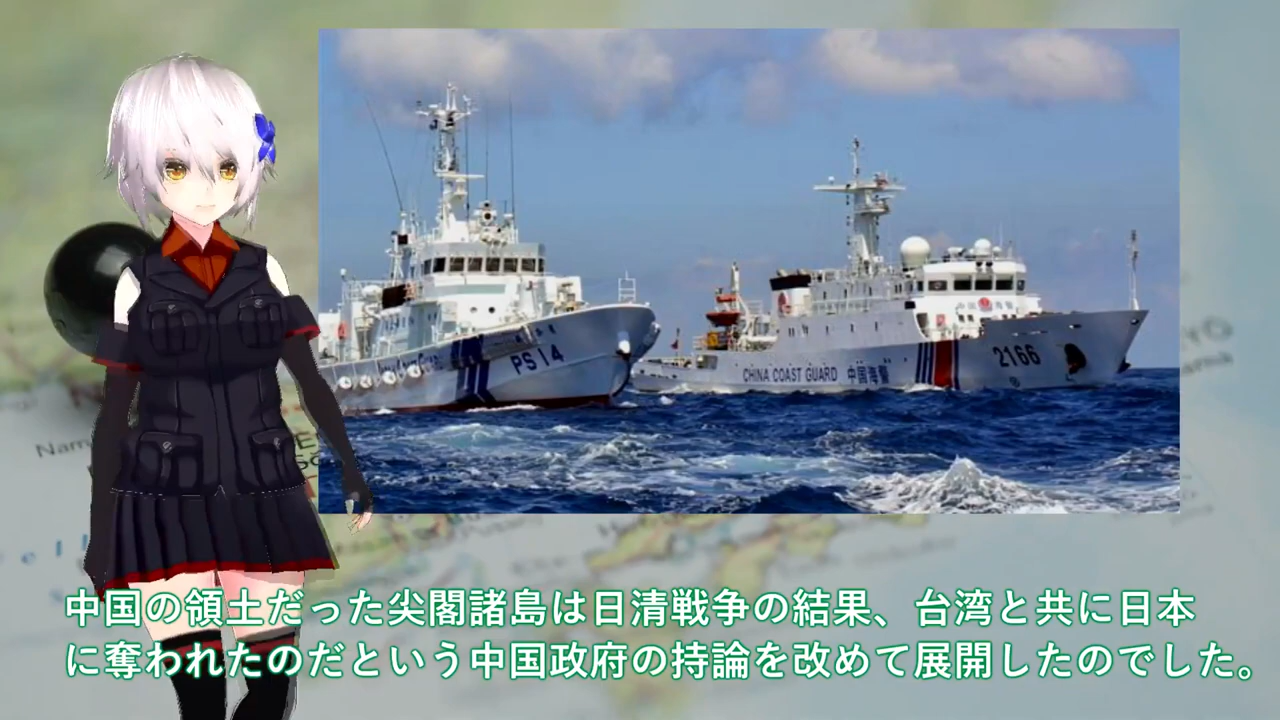 PS14
2166
CHINA COAST GUARD 中国海警
中国の領土だった尖閣諸島は日清戦争の結果、台湾と共に日本
に奪われたのだという中国政府の持論を改めて展開したのでした。